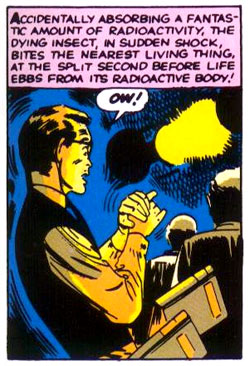 ACCIDENTALLY ABSORBING A FANTAS-
TIC AMOUNT OF RADIOACTIVITY, THE
DYING INSECT, IN SUDDEN SHOCK,
BITES THE NEAREST LIVING THING,
AT THE SPLIT SECOND BEFORE LIFE
EBBS FROM ITS RADIOACTIVE BODY!
OW!